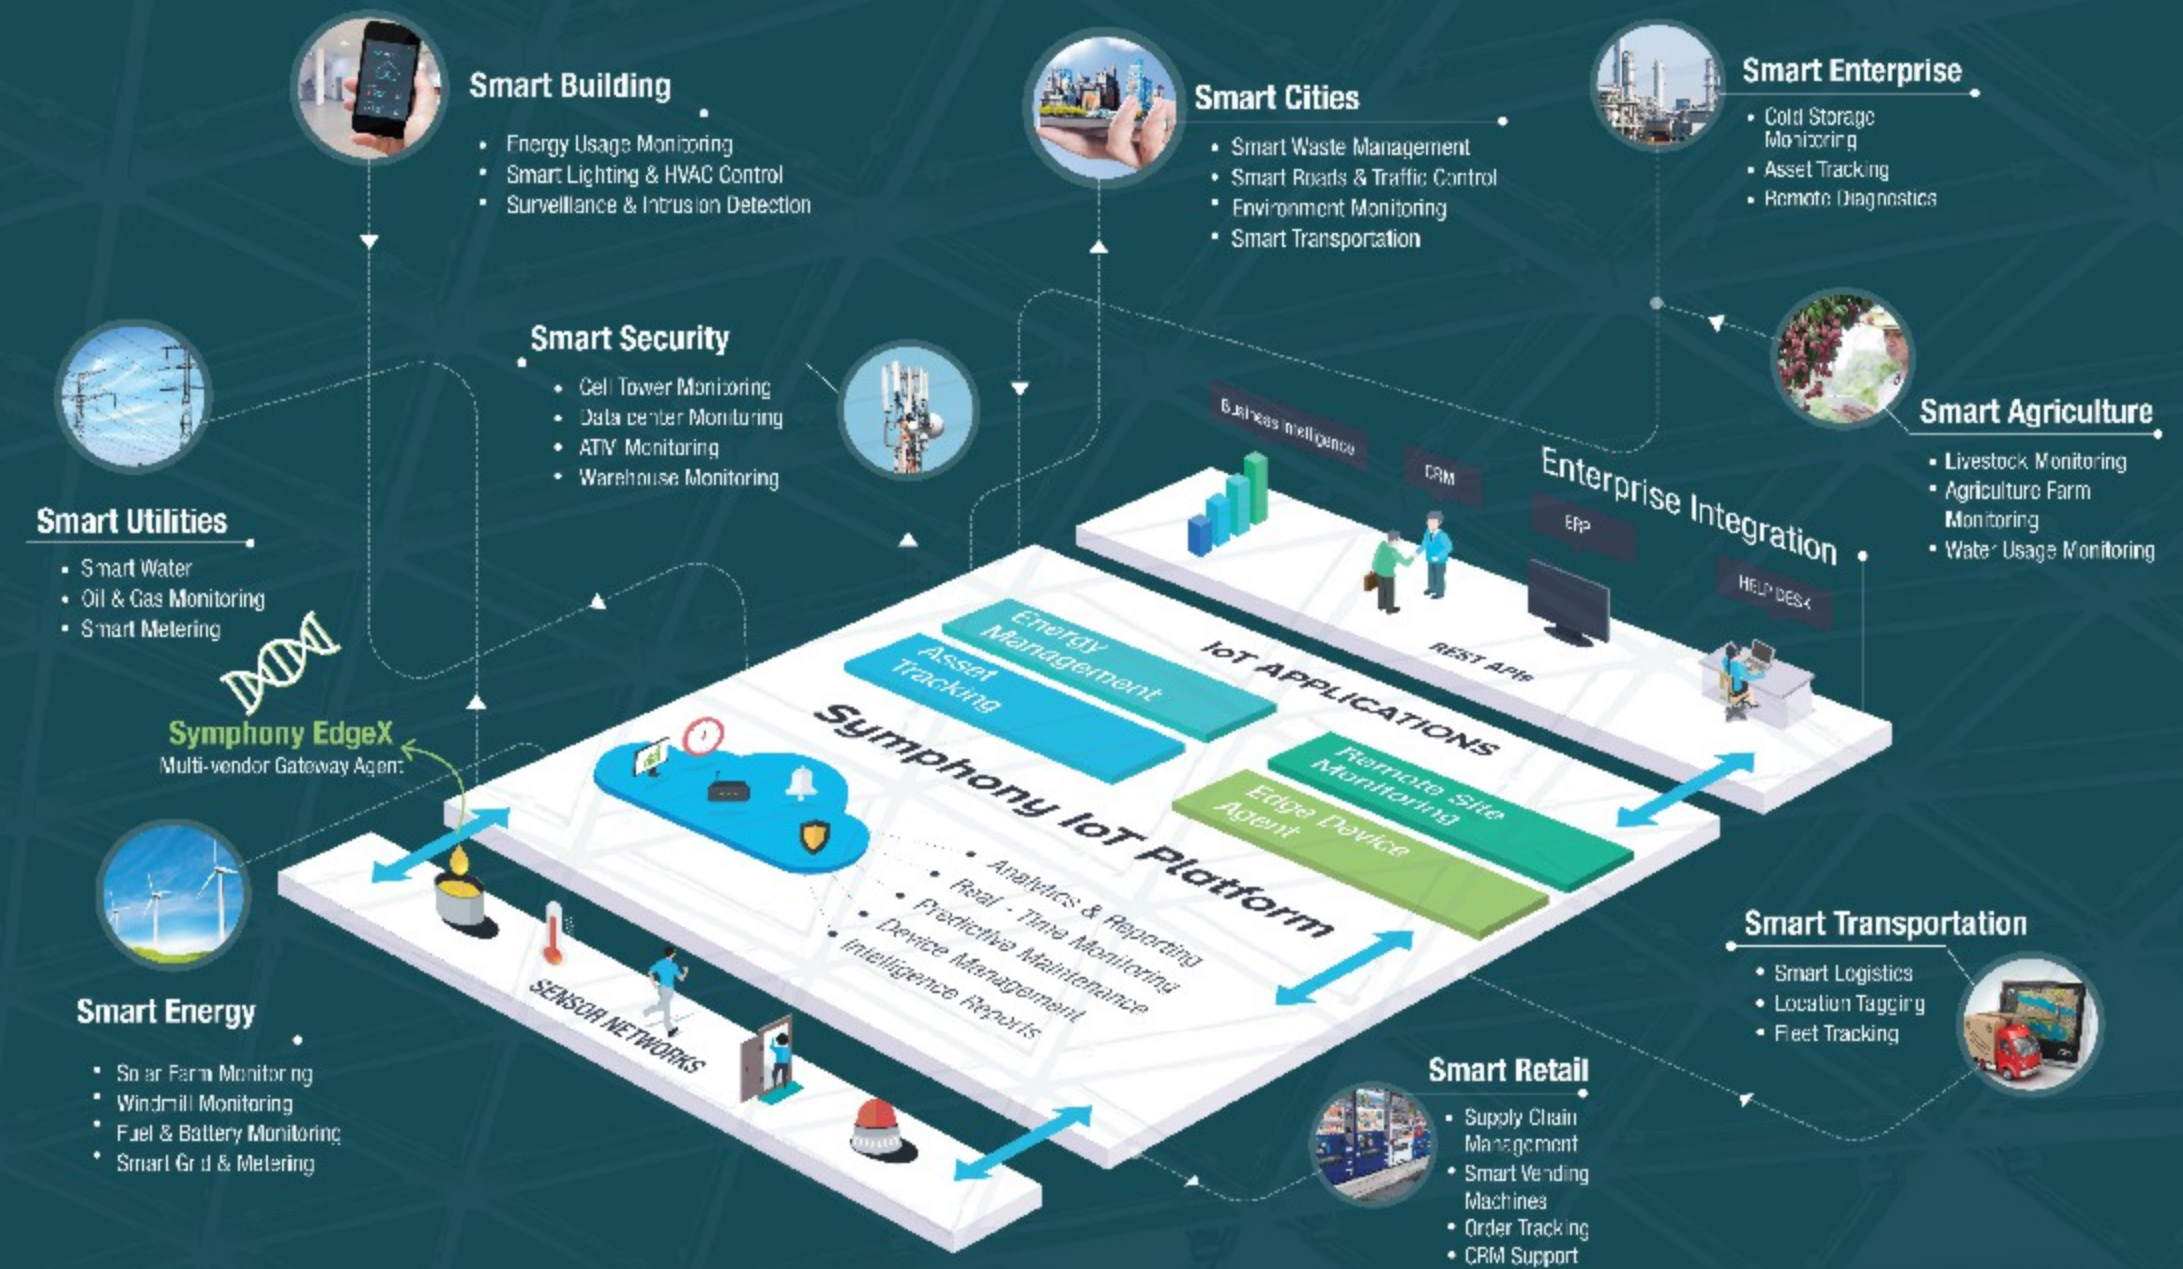 Smart Building
• Energy Usage Monitoring
• Smart Lighting & HVAC Control
• Surveillance & Intrusion Detection
Smart Cities
• Smart Waste Management
• Smart Roads & Traffic Control
• Environment Monitoring
• Smart Transportation
Smart Enterprise
• Cold Storage
Monitoring
• Asset Tracking
• Remote Diagnostics
Smart Security
• Cell Tower Monitoring
• Data center Monitoring
• ATM Monitoring
• Warehouse Monitoring
Smart Agriculture
• Livestock Monitoring
• Agriculture Farm
Monitoring
• Water Usage Monitoring
Smart Utilities
• Smart Water
• Oil & Gas Monitoring
• Smart Metering
Symphony EdgeX
Multi-vendor Gateway Agent
Enterprise Integration
Business Intelligence
CRM
ERP
HELP DESK
REST APIs
IoT APPLICATIONS
Energy
Management
Asset
Tracking
Remote Site
Monitoring
Edge Device
Agent
Symphony IoT Platform
• Analytics & Reporting
• Real - Time Monitoring
• Predictive Maintenance
• Device Management
• Intelligence Reports
SENSOR NETWORKS
Smart Energy
• Solar Farm Monitoring
• Windmill Monitoring
• Fuel & Battery Monitoring
• Smart Grid & Metering
Smart Transportation
• Smart Logistics
• Location Tagging
• Fleet Tracking
Smart Retail
• Supply Chain
Management
• Smart Vending
Machines
• Order Tracking
• CRM Support